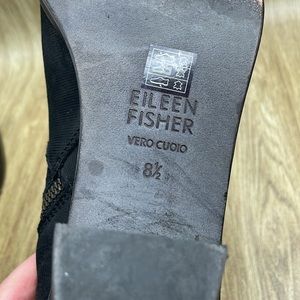 EILEEN
FISHER
VERO CUOIO
8½